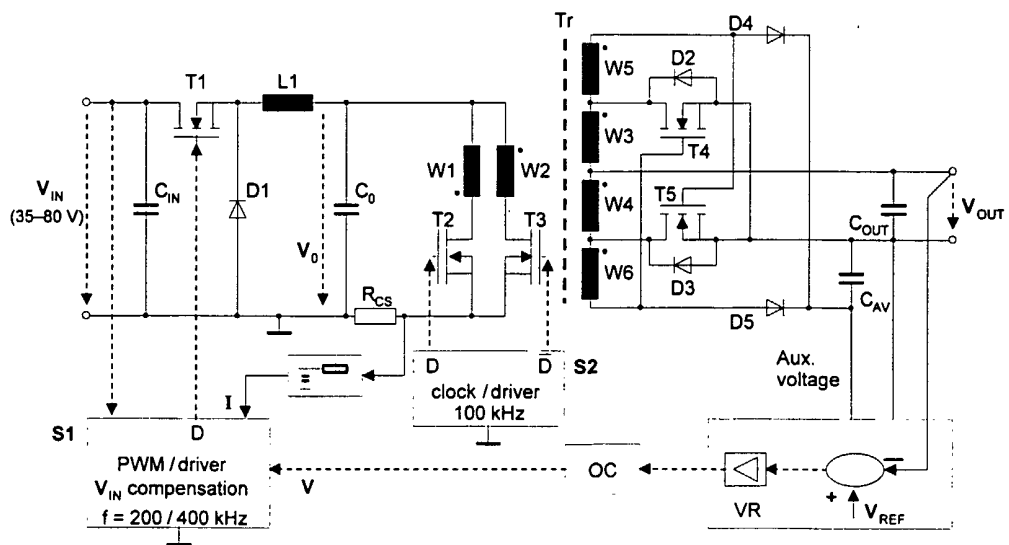 Tr
D4
T1
L1
W5
D2
W3
T4
W1
W2
V_IN
(35–80 V)
C_IN
D1
C_0
V_0
T2
T3
W4
T5
C_OUT
V_OUT
W6
D3
C_AV
R_CS
D5
D
D
S2
clock / driver
100 kHz
Aux.
voltage
I
S1
D
PWM / driver
V_IN compensation
f = 200 / 400 kHz
V
OC
VR
+
−
V_REF